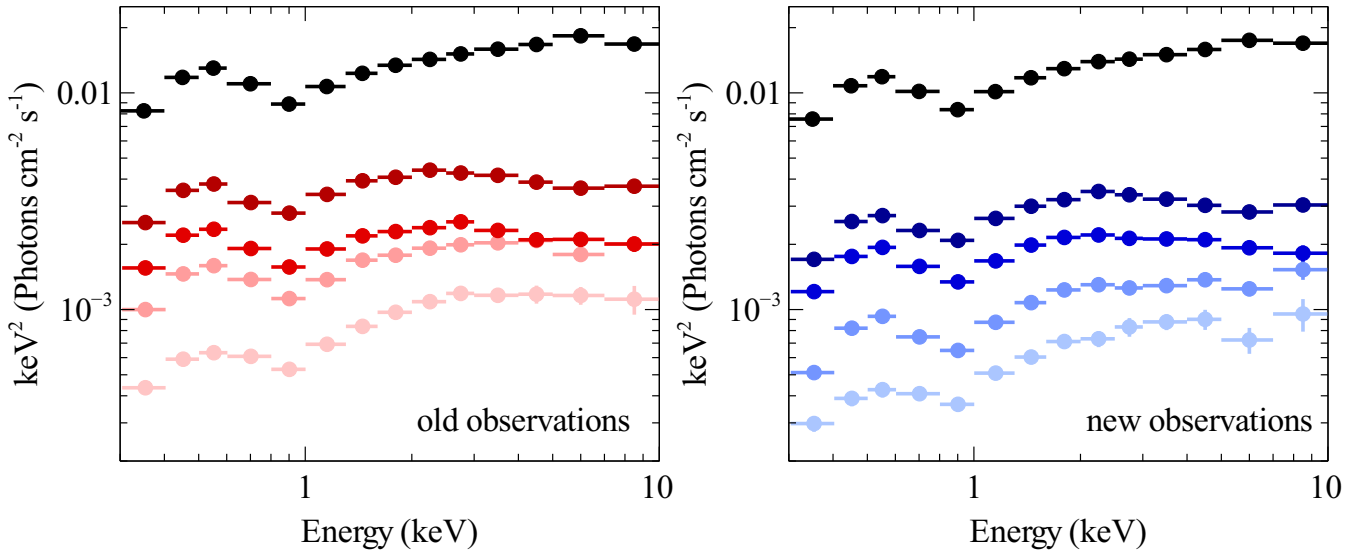 0.01
10⁻³
keV² (Photons cm⁻² s⁻¹)
old observations
1
10
Energy (keV)
0.01
10⁻³
keV² (Photons cm⁻² s⁻¹)
new observations
1
10
Energy (keV)